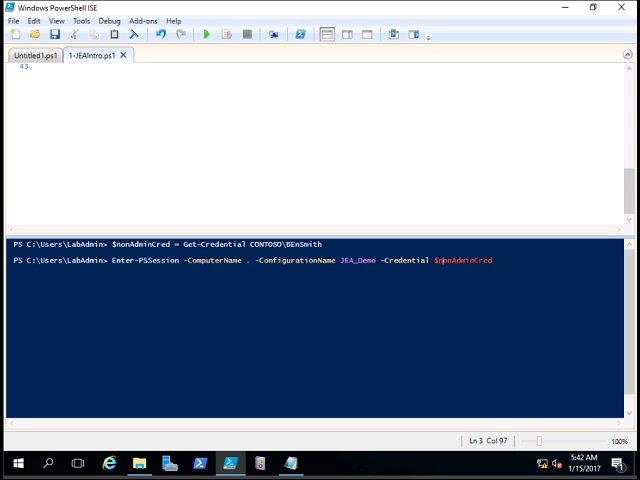 Windows PowerShell ISE
File Edit View Tools Debug Add-ons Help
Untitled1.ps1 1-JEAIntro.ps1
43
PS C:\Users\LabAdmin> $nonAdminCred = Get-Credential CONTOSO\BEnSmith
PS C:\Users\LabAdmin> Enter-PSSession -ComputerName . -ConfigurationName JEA_Demo -Credential $nonAdminCred
Ln 3 Col 97 100%
5:42 AM
1/15/2017
1